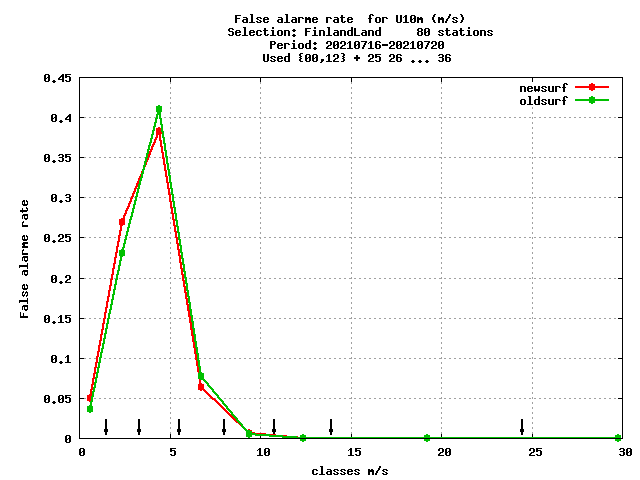 False alarme rate  for U10m (m/s)
Selection: FinlandLand     80 stations
Period: 20210716-20210720
Used {00,12} + 25 26 ... 36
newsurf
oldsurf
0.45
0.4
0.35
0.3
0.25
0.2
0.15
0.1
0.05
0
False alarme rate
0 5 10 15 20 25 30
classes m/s